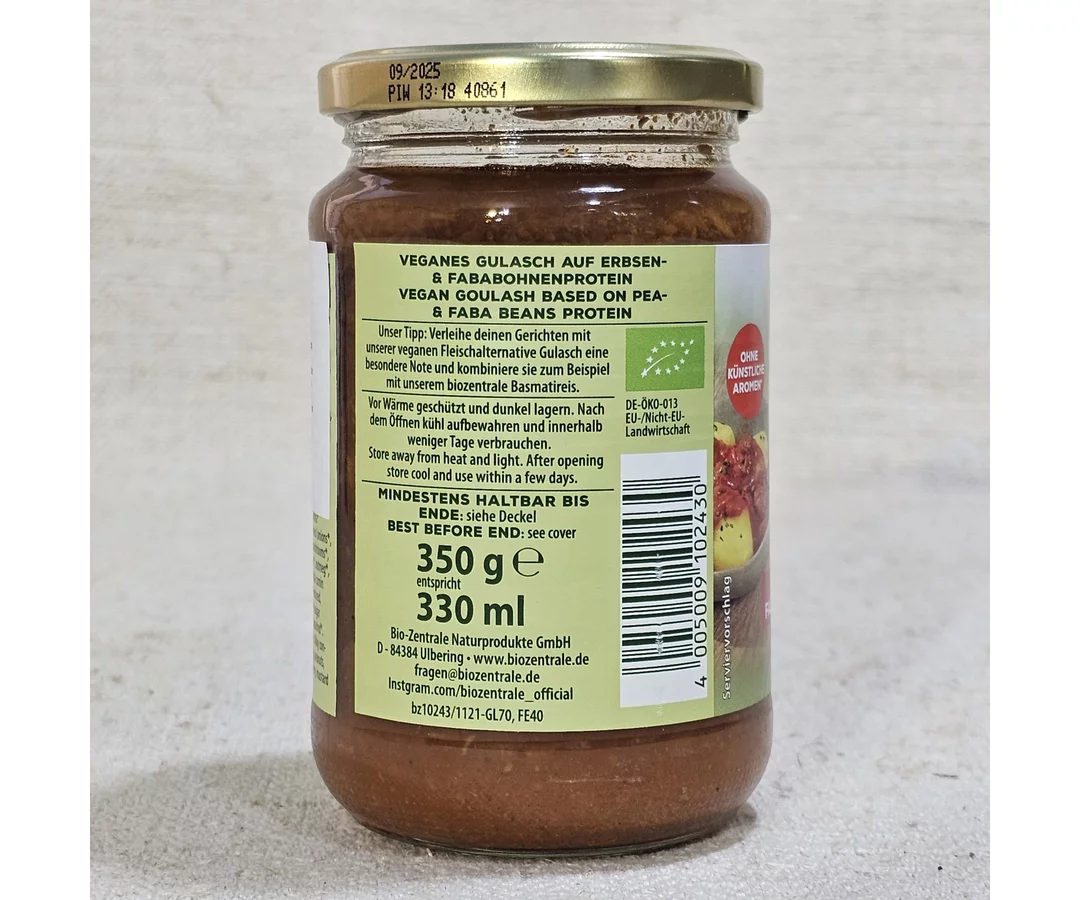 09/2025
PIW 13:18 40861
VEGANES GULASCH AUF ERBSEN-
& FABABOHNENPROTEIN
VEGAN GOULASH BASED ON PEA-
& FABA BEANS PROTEIN
Unser Tipp: Verleihe deinen Gerichten mit
unserer veganen Fleischalternative Gulasch eine
besondere Note und kombiniere sie zum Beispiel
mit unserem biozentrale Basmatireis.
Vor Wärme geschützt und dunkel lagern. Nach
dem Öffnen kühl aufbewahren und innerhalb
weniger Tage verbrauchen.
Store away from heat and light. After opening
store cool and use within a few days.
MINDESTENS HALTBAR BIS
ENDE: siehe Deckel
BEST BEFORE END: see cover
350 g ℮
entspricht
330 ml
Bio-Zentrale Naturprodukte GmbH
D - 84384 Ulbering • www.biozentrale.de
fragen@biozentrale.de
Instgram.com/biozentrale_official
bz10243/1121-GL70, FE40
DE-ÖKO-013
EU-/Nicht-EU-
Landwirtschaft
4 005009 102430
OHNE
KÜNSTLICHE
AROMEN*
Serviervorschlag